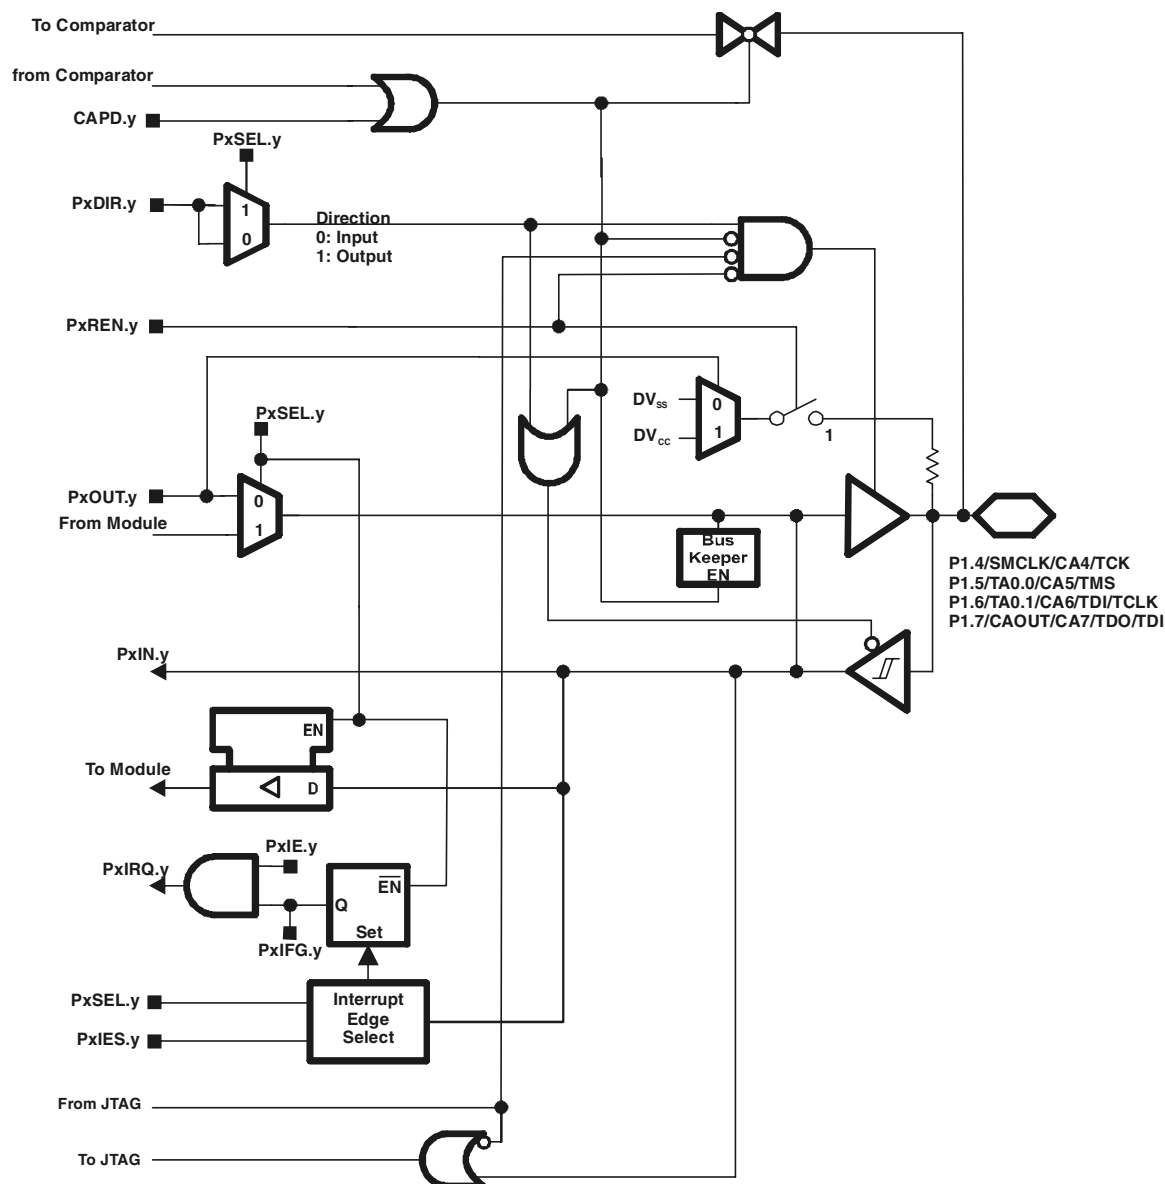 To Comparator
from Comparator
CAPD.y
PxSEL.y
PxDIR.y
1
0
Direction
0: Input
1: Output
PxREN.y
DVss
0
DVcc
1
1
PxSEL.y
PxOUT.y
0
From Module
1
Bus
Keeper
EN
P1.4/SMCLK/CA4/TCK
P1.5/TA0.0/CA5/TMS
P1.6/TA0.1/CA6/TDI/TCLK
P1.7/CAOUT/CA7/TDO/TDI
PxIN.y
EN
To Module
D
PxIE.y
PxIRQ.y
EN
Q
Set
PxIFG.y
PxSEL.y
PxIES.y
Interrupt
Edge
Select
From JTAG
To JTAG